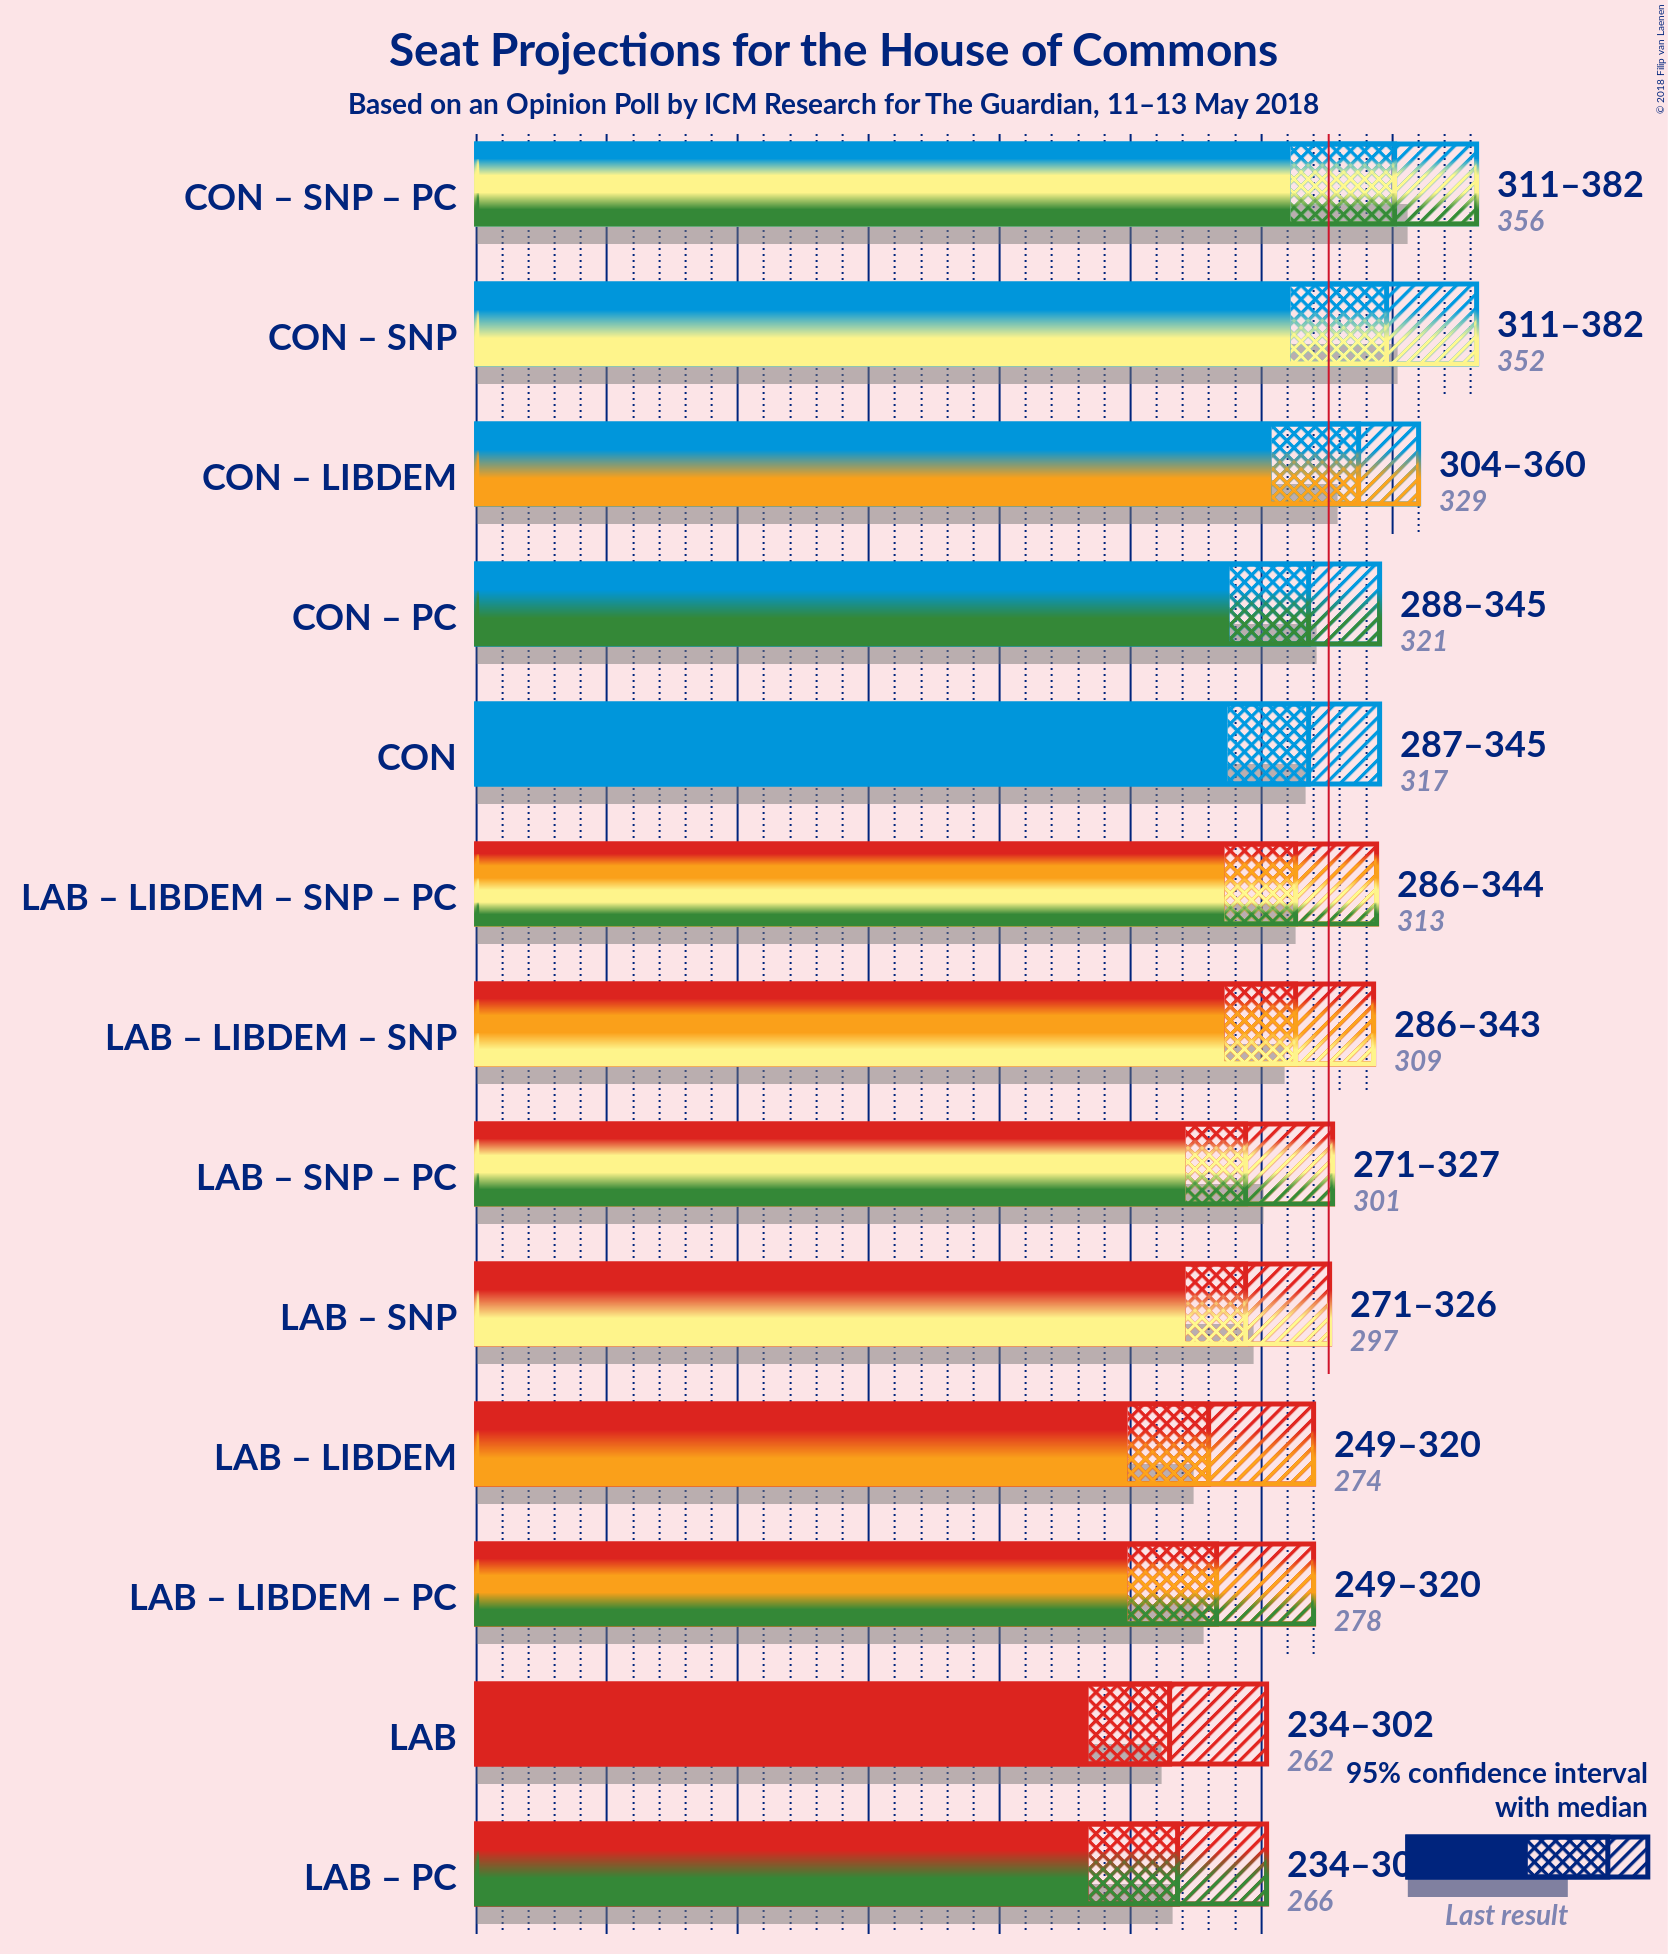 Seat Projections for the House of Commons
Based on an Opinion Poll by ICM Research for The Guardian, 11–13 May 2018
© 2018 Filip van Laenen
CON – SNP – PC
311–382
356
CON – SNP
311–382
352
CON – LIBDEM
304–360
329
CON – PC
288–345
321
CON
287–345
317
LAB – LIBDEM – SNP – PC
286–344
313
LAB – LIBDEM – SNP
286–343
309
LAB – SNP – PC
271–327
301
LAB – SNP
271–326
297
LAB – LIBDEM
249–320
274
LAB – LIBDEM – PC
249–320
278
LAB
234–302
262
95% confidence interval
with median
LAB – PC
234–30
266
Last result